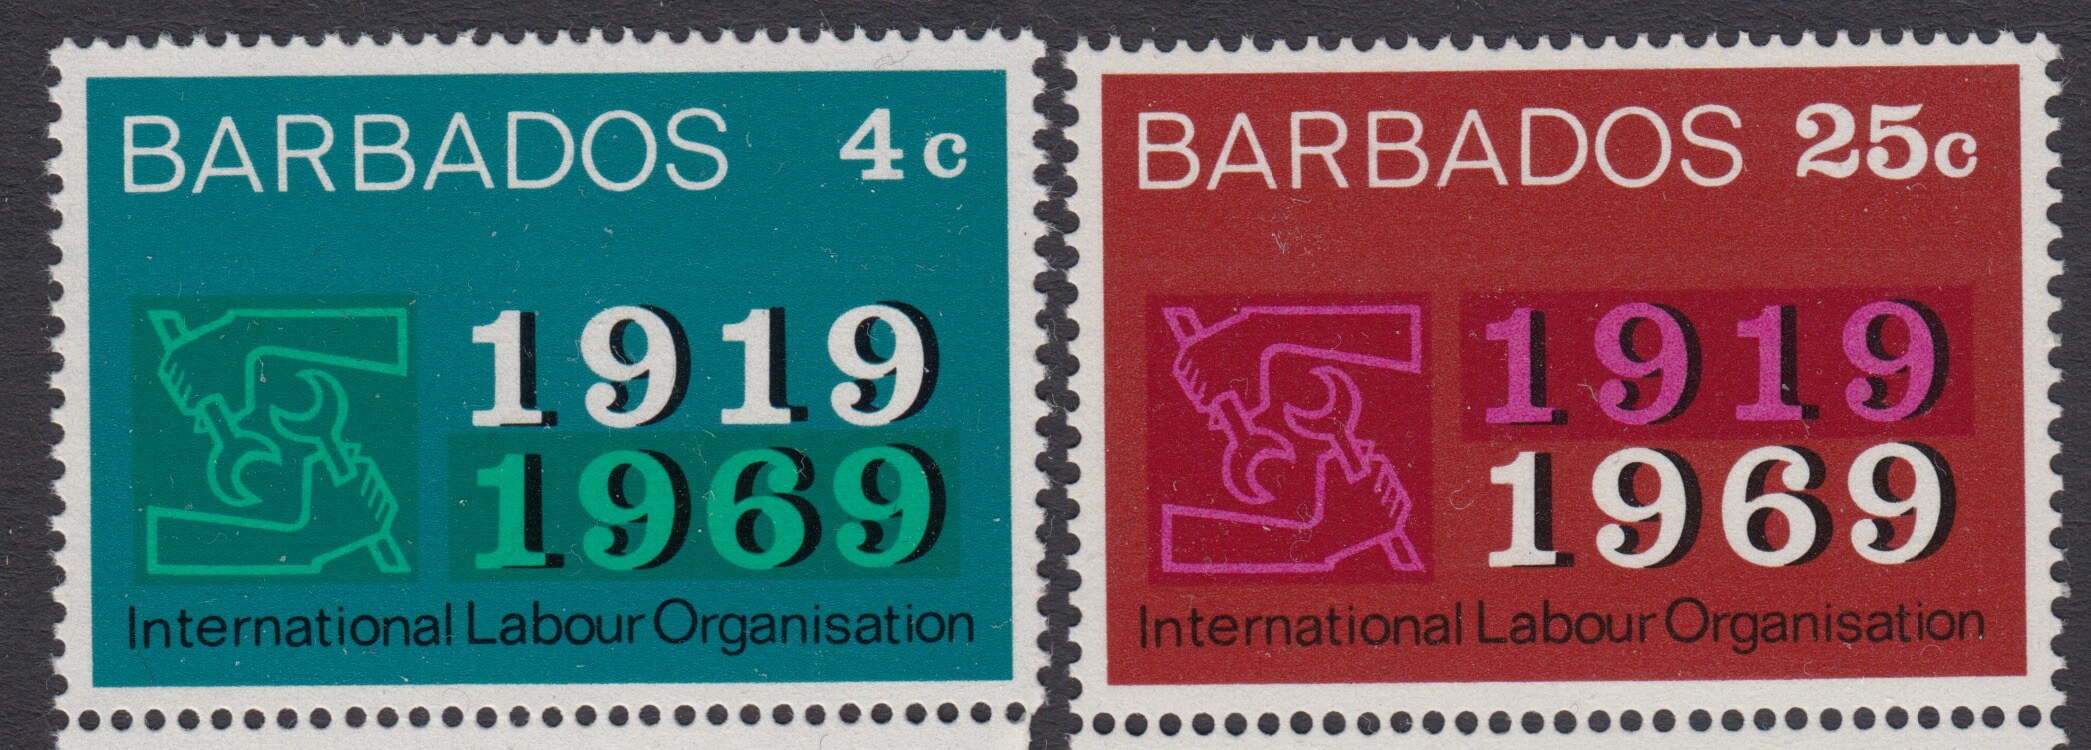 BARBADOS 4c
1919
1969
International Labour Organisation
BARBADOS 25c
1919
1969
International Labour Organisation